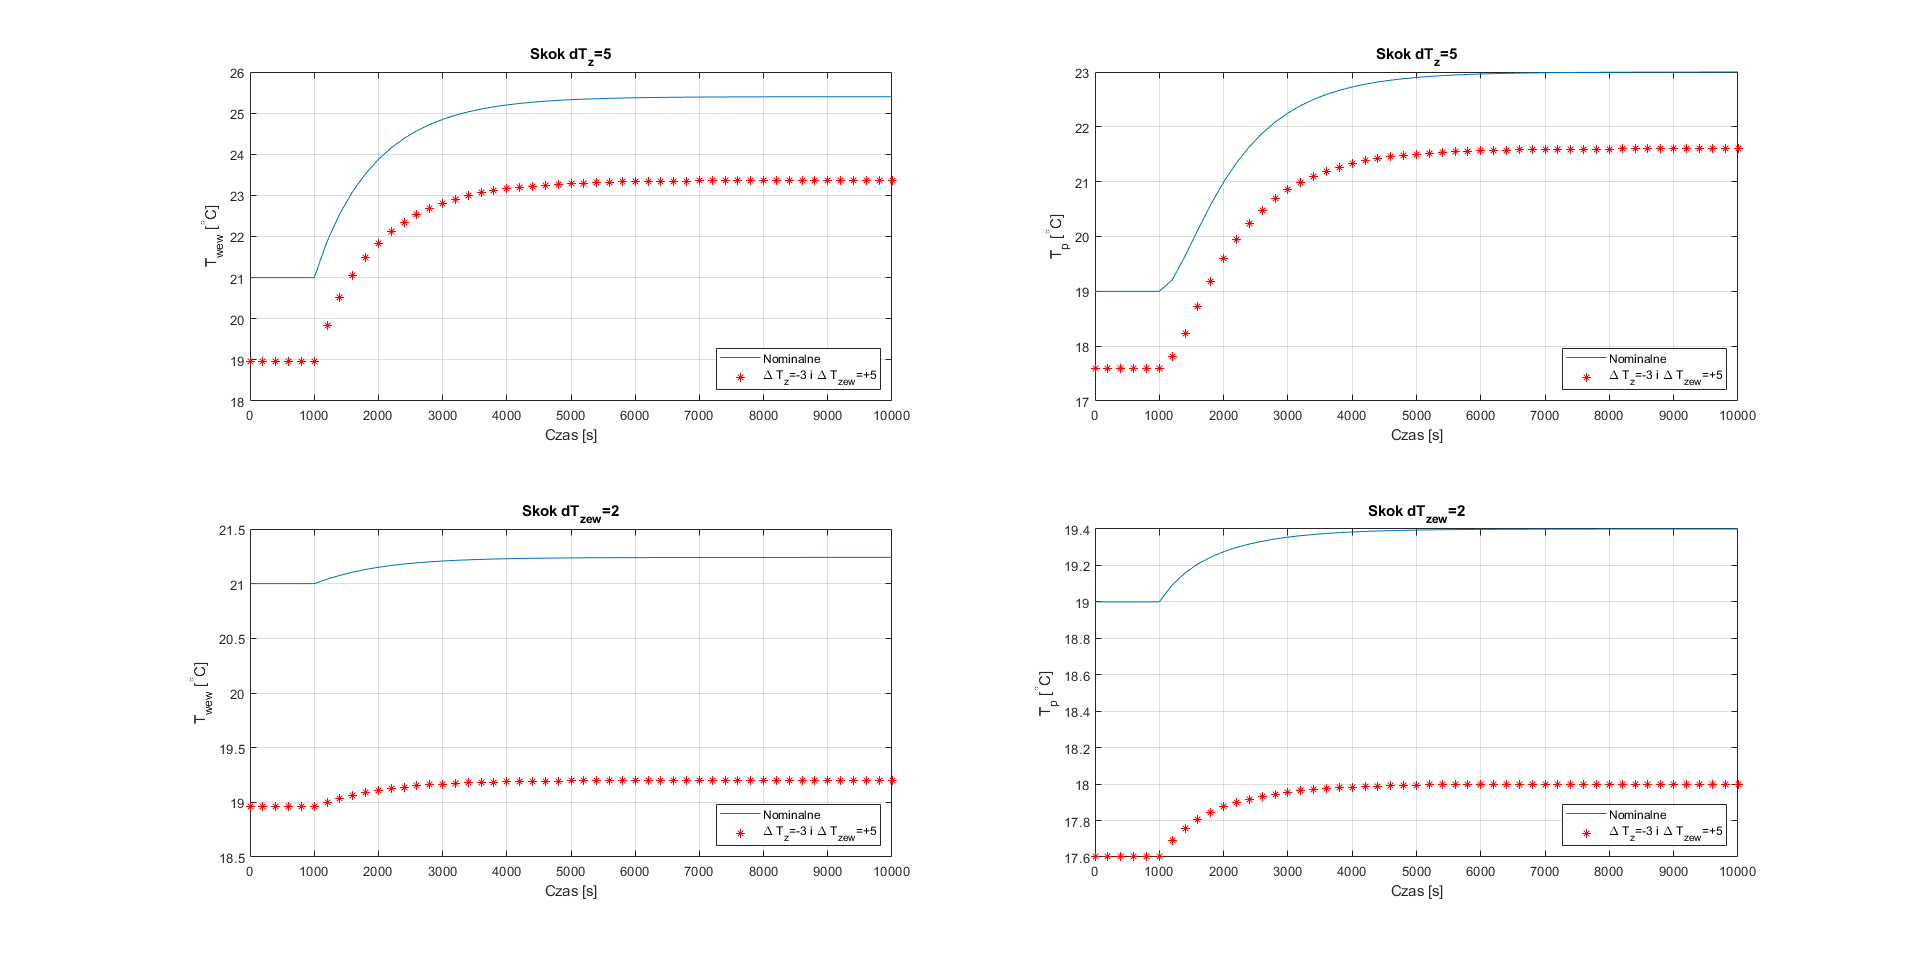 Skok dTz=5
26
25
24
23
22
21
20
19
18
Twew [°C]
0 1000 2000 3000 4000 5000 6000 7000 8000 9000 10000
Czas [s]
Nominalne
Δ Tz=-3 i Δ Tzew=+5
Skok dTz=5
23
22
21
20
19
18
17
Tp [°C]
0 1000 2000 3000 4000 5000 6000 7000 8000 9000 10000
Czas [s]
Nominalne
Δ Tz=-3 i Δ Tzew=+5
Skok dTzew=2
21.5
21
20.5
20
19.5
19
18.5
Twew [°C]
0 1000 2000 3000 4000 5000 6000 7000 8000 9000 10000
Czas [s]
Nominalne
Δ Tz=-3 i Δ Tzew=+5
Skok dTzew=2
19.4
19.2
19
18.8
18.6
18.4
18.2
18
17.8
17.6
Tp [°C]
0 1000 2000 3000 4000 5000 6000 7000 8000 9000 10000
Czas [s]
Nominalne
Δ Tz=-3 i Δ Tzew=+5